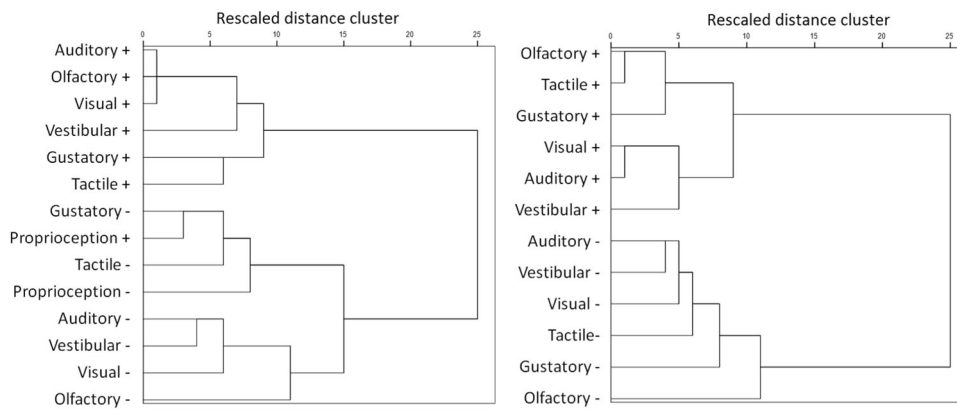 Rescaled distance cluster
0 5 10 15 20 25
Auditory +
Olfactory +
Visual +
Vestibular +
Gustatory +
Tactile +
Gustatory -
Proprioception +
Tactile -
Proprioception -
Auditory -
Vestibular -
Visual -
Olfactory -
Rescaled distance cluster
0 5 10 15 20 25
Olfactory +
Tactile +
Gustatory +
Visual +
Auditory +
Vestibular +
Auditory -
Vestibular -
Visual -
Tactile-
Gustatory -
Olfactory -